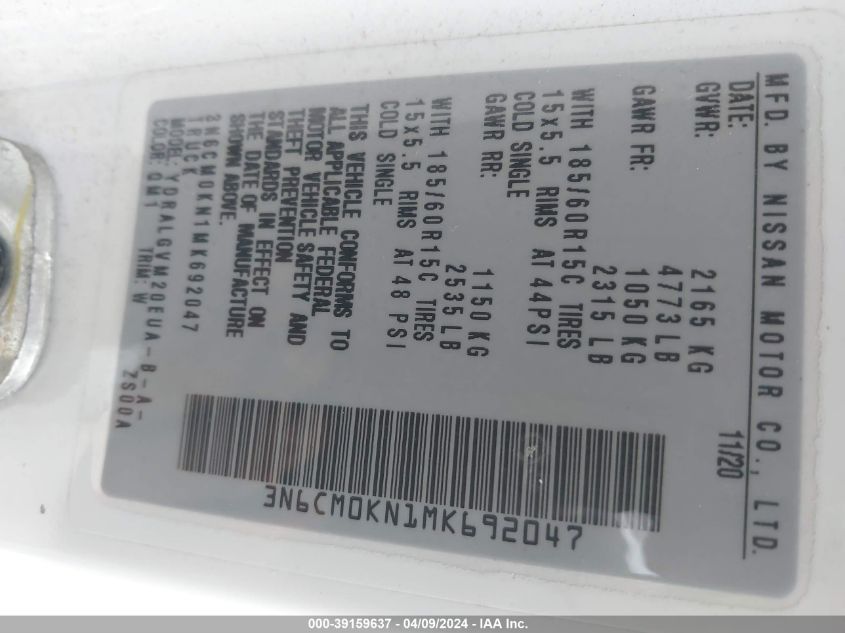 MFD. BY NISSAN MOTOR CO., LTD.
DATE: 11/20
GVWR: 2165 KG
4773 LB
GAWR FR: 1050 KG
2315 LB
WITH 185/60R15C TIRES
15x5.5 RIMS AT 44PSI
COLD SINGLE
GAWR RR: 1150 KG
2535 LB
WITH 185/60R15C TIRES
15x5.5 RIMS AT 48 PSI
COLD SINGLE
THIS VEHICLE CONFORMS TO
ALL APPLICABLE FEDERAL
MOTOR VEHICLE SAFETY AND
THEFT PREVENTION
STANDARDS IN EFFECT ON
THE DATE OF MANUFACTURE
SHOWN ABOVE.
3N6CM0KN1MK692047
TRUCK
MODEL: YDRALGVM20EUA-B-A-
ZS00A
COLOR: QM1 TRIM: W
3N6CM0KN1MK692047
000-39159637 - 04/09/2024 - IAA Inc.